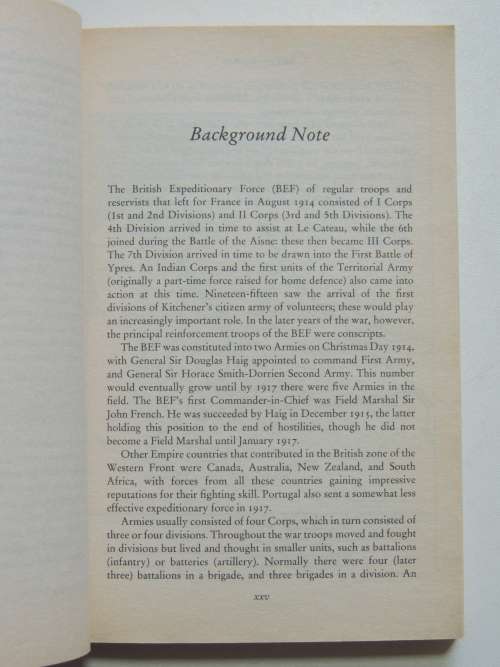 Background Note
The British Expeditionary Force (BEF) of regular troops and
reservists that left for France in August 1914 consisted of I Corps
(1st and 2nd Divisions) and II Corps (3rd and 5th Divisions). The
4th Division arrived in time to assist at Le Cateau, while the 6th
joined during the Battle of the Aisne: these then became III Corps.
The 7th Division arrived in time to be drawn into the First Battle of
Ypres. An Indian Corps and the first units of the Territorial Army
(originally a part-time force raised for home defence) also came into
action at this time. Nineteen-fifteen saw the arrival of the first
divisions of Kitchener's citizen army of volunteers; these would play
an increasingly important role. In the later years of the war, however,
the principal reinforcement troops of the BEF were conscripts.
The BEF was constituted into two Armies on Christmas Day 1914,
with General Sir Douglas Haig appointed to command First Army,
and General Sir Horace Smith-Dorrien Second Army. This number
would eventually grow until by 1917 there were five Armies in the
field. The BEF's first Commander-in-Chief was Field Marshal Sir
John French. He was succeeded by Haig in December 1915, the latter
holding this position to the end of hostilities, though he did not
become a Field Marshal until January 1917.
Other Empire countries that contributed in the British zone of the
Western Front were Canada, Australia, New Zealand, and South
Africa, with forces from all these countries gaining impressive
reputations for their fighting skill. Portugal also sent a somewhat less
effective expeditionary force in 1917.
Armies usually consisted of four Corps, which in turn consisted of
three or four divisions. Throughout the war troops moved and fought
in divisions but lived and thought in smaller units, such as battalions
(infantry) or batteries (artillery). Normally there were four (later
three) battalions in a brigade, and three brigades in a division. An
xxv